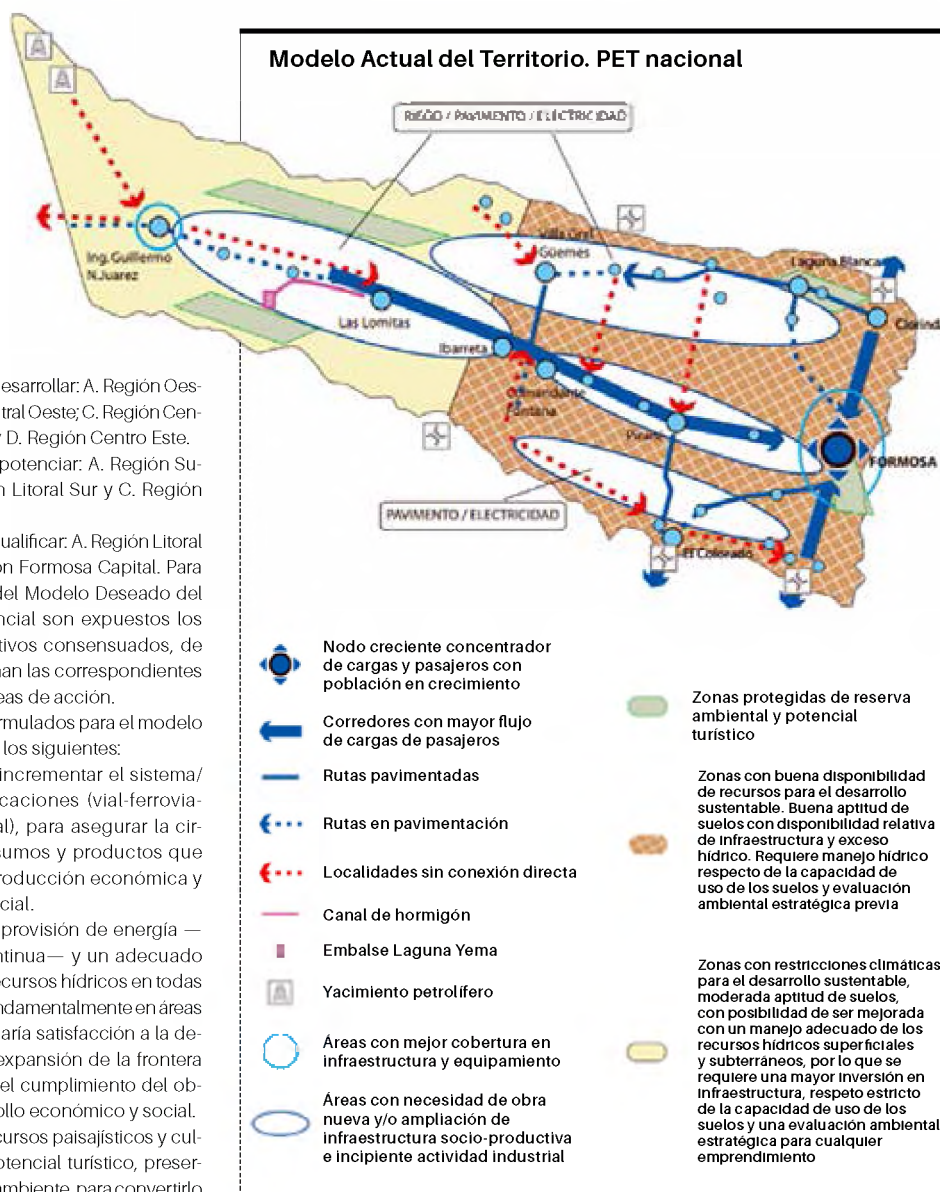 Modelo Actual del Territorio. PET nacional
RIEGO / PAVIMENTO / ELECTRICIDAD
Ing. Guillermo
N.Juarez
Las Lomitas
Ibarreta
Villa Gral.
Güemes
Laguna Blanca
Clorind
Comandante
Fontana
Pirané
FORMOSA
PAVIMENTO / ELECTRICIDAD
El Colorado
esarrollar: A. Región Oes-
tral Oeste; C. Región Cen-
y D. Región Centro Este.
potenciar: A. Región Su-
n Litoral Sur y C. Región
ualificar: A. Región Litoral
ón Formosa Capital. Para
del Modelo Deseado del
ncial son expuestos los
tivos consensuados, de
nan las correspondientes
eas de acción.
rmulados para el modelo
los siguientes:
incrementar el sistema/
caciones (vial-ferrovia-
al), para asegurar la cir-
sumos y productos que
roducción económica y
cial.
provisión de energía —
ntinua— y un adecuado
ecursos hídricos en todas
ndamentalmente en áreas
aría satisfacción a la de-
expansión de la frontera
el cumplimiento del ob-
ollo económico y social.
cursos paisajísticos y cul-
otencial turístico, preser-
ambiente, para convertirlo
Nodo creciente concentrador
de cargas y pasajeros con
población en crecimiento
Corredores con mayor flujo
de cargas de pasajeros
Rutas pavimentadas
Rutas en pavimentación
Localidades sin conexión directa
Canal de hormigón
Embalse Laguna Yema
Yacimiento petrolífero
Áreas con mejor cobertura en
infraestructura y equipamiento
Áreas con necesidad de obra
nueva y/o ampliación de
infraestructura socio-productiva
e incipiente actividad industrial
Zonas protegidas de reserva
ambiental y potencial
turístico
Zonas con buena disponibilidad
de recursos para el desarrollo
sustentable. Buena aptitud de
suelos con disponibilidad relativa
de infraestructura y exceso
hídrico. Requiere manejo hídrico
respecto de la capacidad de
uso de los suelos y evaluación
ambiental estratégica previa
Zonas con restricciones climáticas
para el desarrollo sustentable,
moderada aptitud de suelos,
con posibilidad de ser mejorada
con un manejo adecuado de los
recursos hídricos superficiales
y subterráneos, por lo que se
requiere una mayor inversión en
infraestructura, respeto estricto
de la capacidad de uso de los
suelos y una evaluación ambiental
estratégica para cualquier
emprendimiento